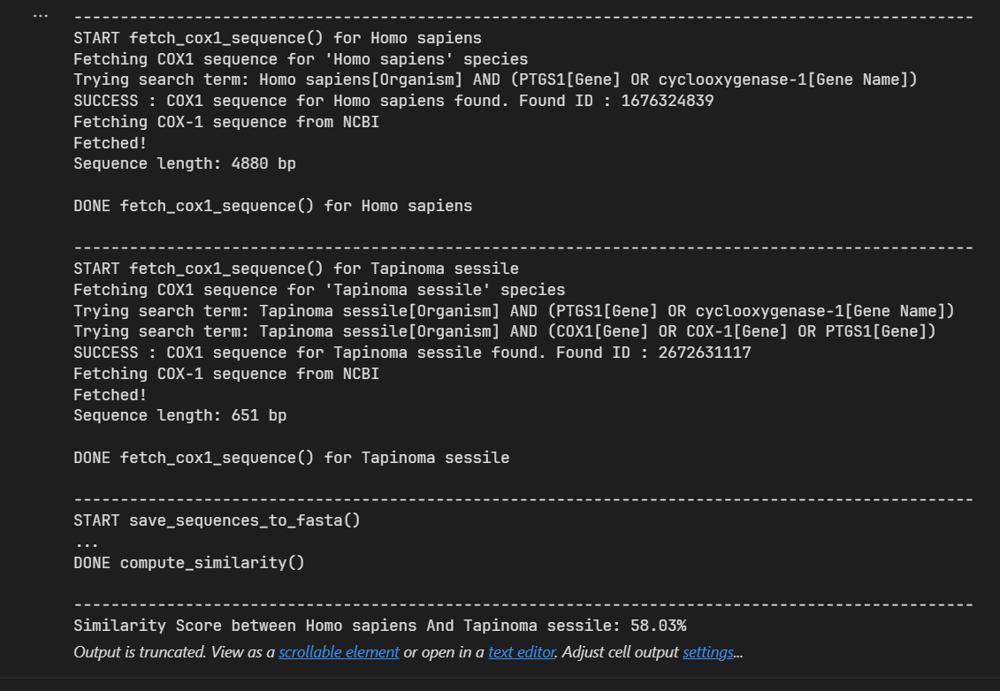 ...
--------------------------------------------------------------------------------------------------
START fetch_cox1_sequence() for Homo sapiens
Fetching COX1 sequence for 'Homo sapiens' species
Trying search term: Homo sapiens[Organism] AND (PTGS1[Gene] OR cyclooxygenase-1[Gene Name])
SUCCESS : COX1 sequence for Homo sapiens found. Found ID : 1676324839
Fetching COX-1 sequence from NCBI
Fetched!
Sequence length: 4880 bp
DONE fetch_cox1_sequence() for Homo sapiens
--------------------------------------------------------------------------------------------------
START fetch_cox1_sequence() for Tapinoma sessile
Fetching COX1 sequence for 'Tapinoma sessile' species
Trying search term: Tapinoma sessile[Organism] AND (PTGS1[Gene] OR cyclooxygenase-1[Gene Name])
Trying search term: Tapinoma sessile[Organism] AND (COX1[Gene] OR COX-1[Gene] OR PTGS1[Gene])
SUCCESS : COX1 sequence for Tapinoma sessile found. Found ID : 2672631117
Fetching COX-1 sequence from NCBI
Fetched!
Sequence length: 651 bp
DONE fetch_cox1_sequence() for Tapinoma sessile
--------------------------------------------------------------------------------------------------
START save_sequences_to_fasta()
...
DONE compute_similarity()
--------------------------------------------------------------------------------------------------
Similarity Score between Homo sapiens And Tapinoma sessile: 58.03%
Output is truncated. View as a scrollable element or open in a text editor. Adjust cell output settings...